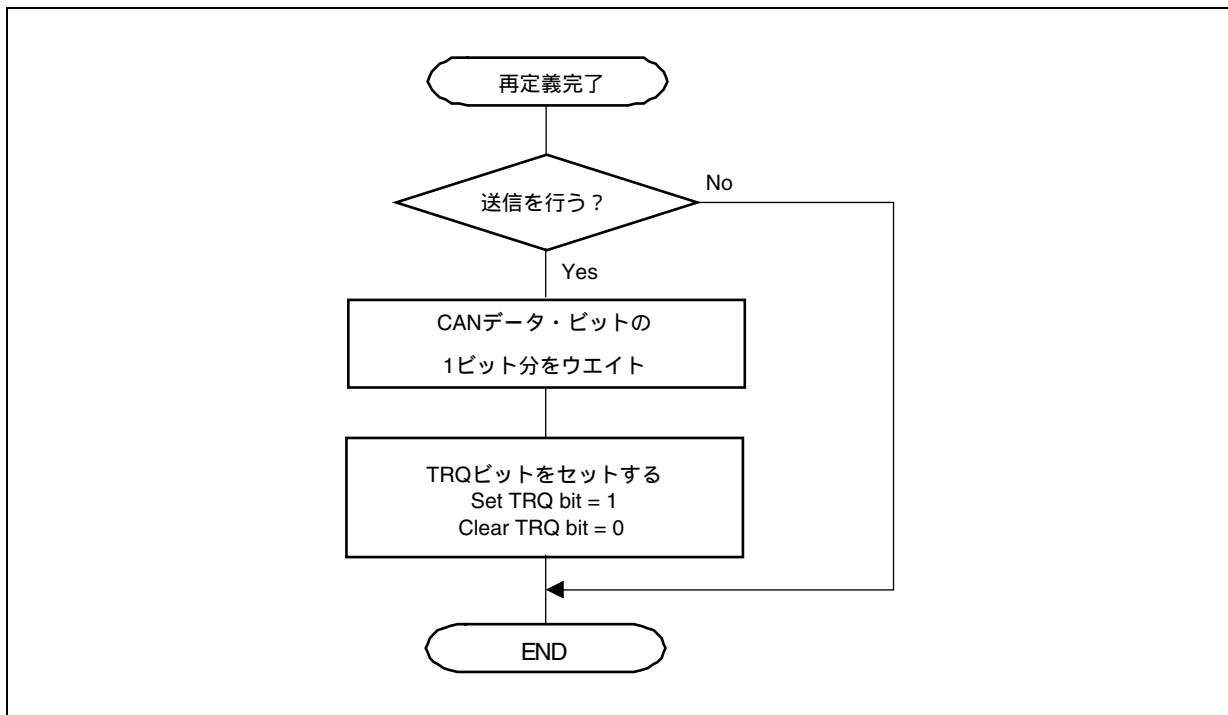 再定義完了
送信を行う？
No
Yes
CANデータ・ビットの
1ビット分をウエイト
TRQビットをセットする
Set TRQ bit = 1
Clear TRQ bit = 0
END